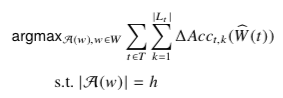 argmax_{𝒜(w), w∈W} ∑_{t∈T} ∑_{k=1}^{|L_t|} ΔAcc_{t,k}(Ŵ(t))
s.t. |𝒜(w)| = h